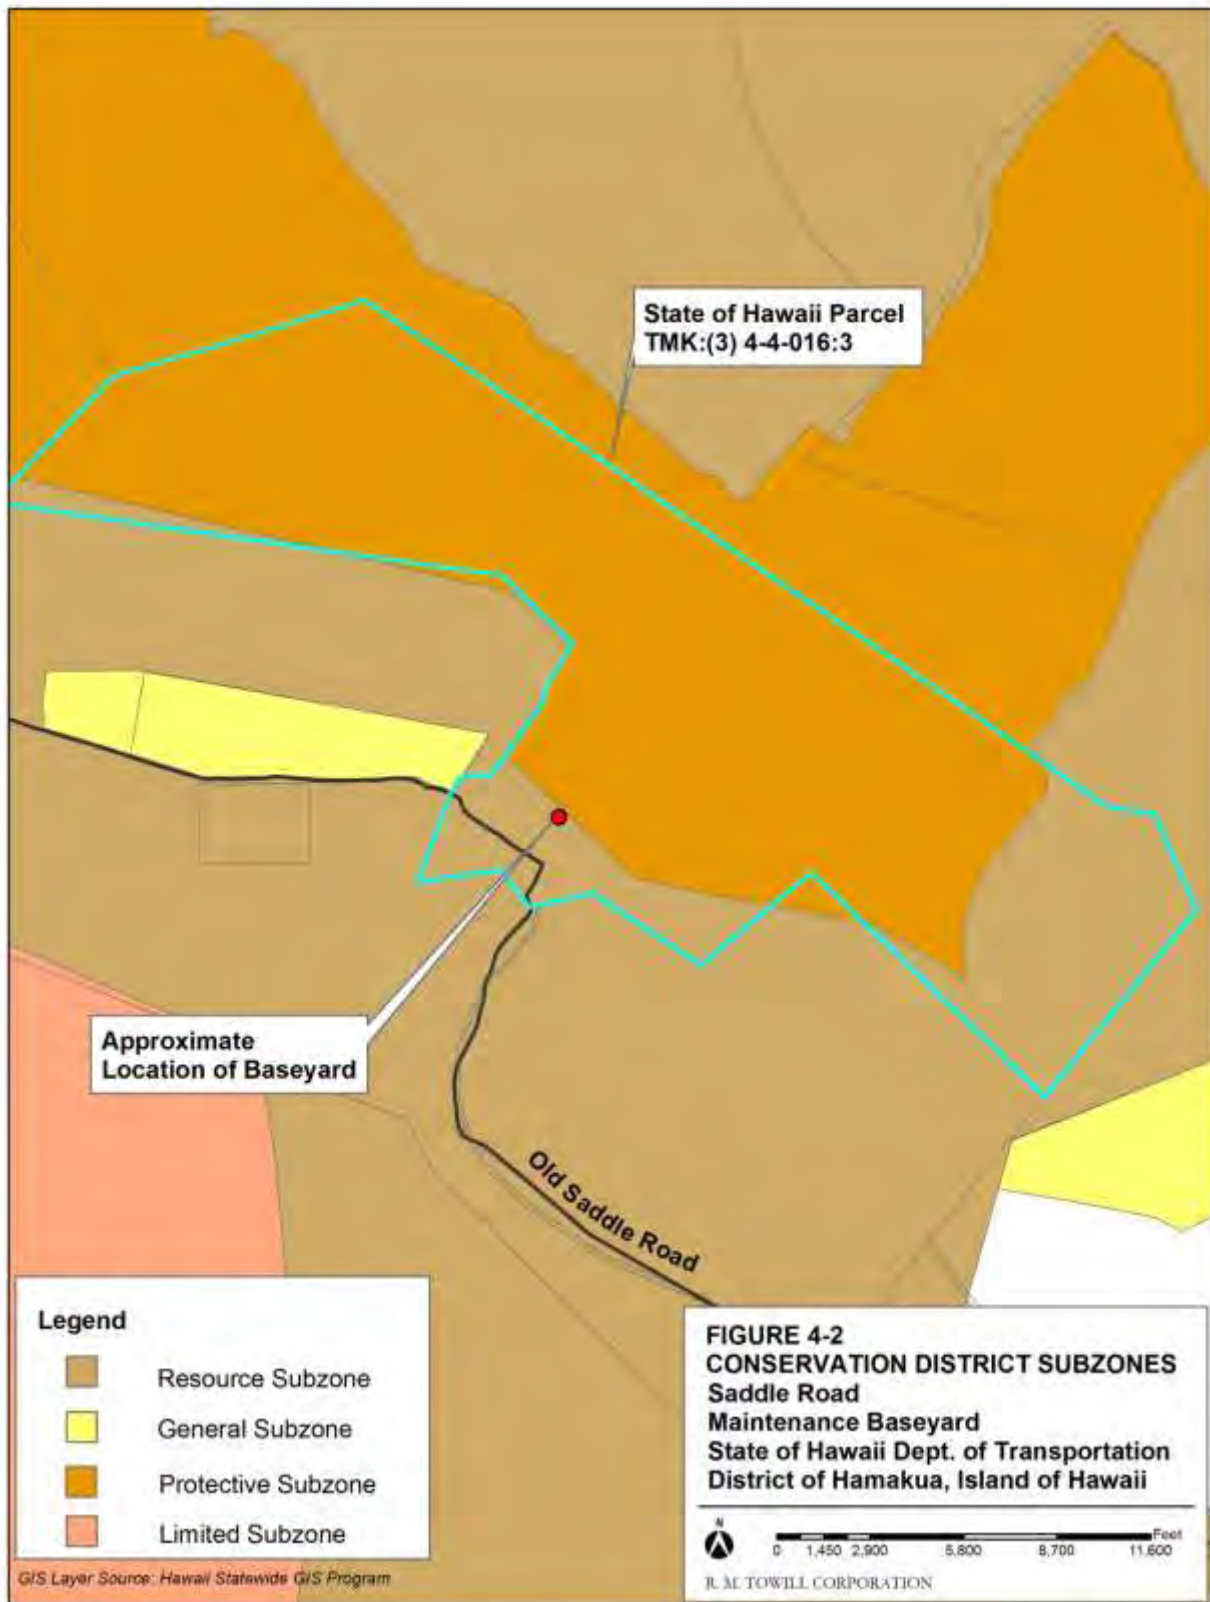 State of Hawaii Parcel
TMK:(3) 4-4-016:3
Approximate
Location of Baseyard
Old Saddle Road
Legend
Resource Subzone
General Subzone
Protective Subzone
Limited Subzone
GIS Layer Source: Hawaii Statewide GIS Program
FIGURE 4-2
CONSERVATION DISTRICT SUBZONES
Saddle Road
Maintenance Baseyard
State of Hawaii Dept. of Transportation
District of Hamakua, Island of Hawaii
N
Feet
0 1,450 2,900 5,800 8,700 11,600
R. M. TOWILL CORPORATION